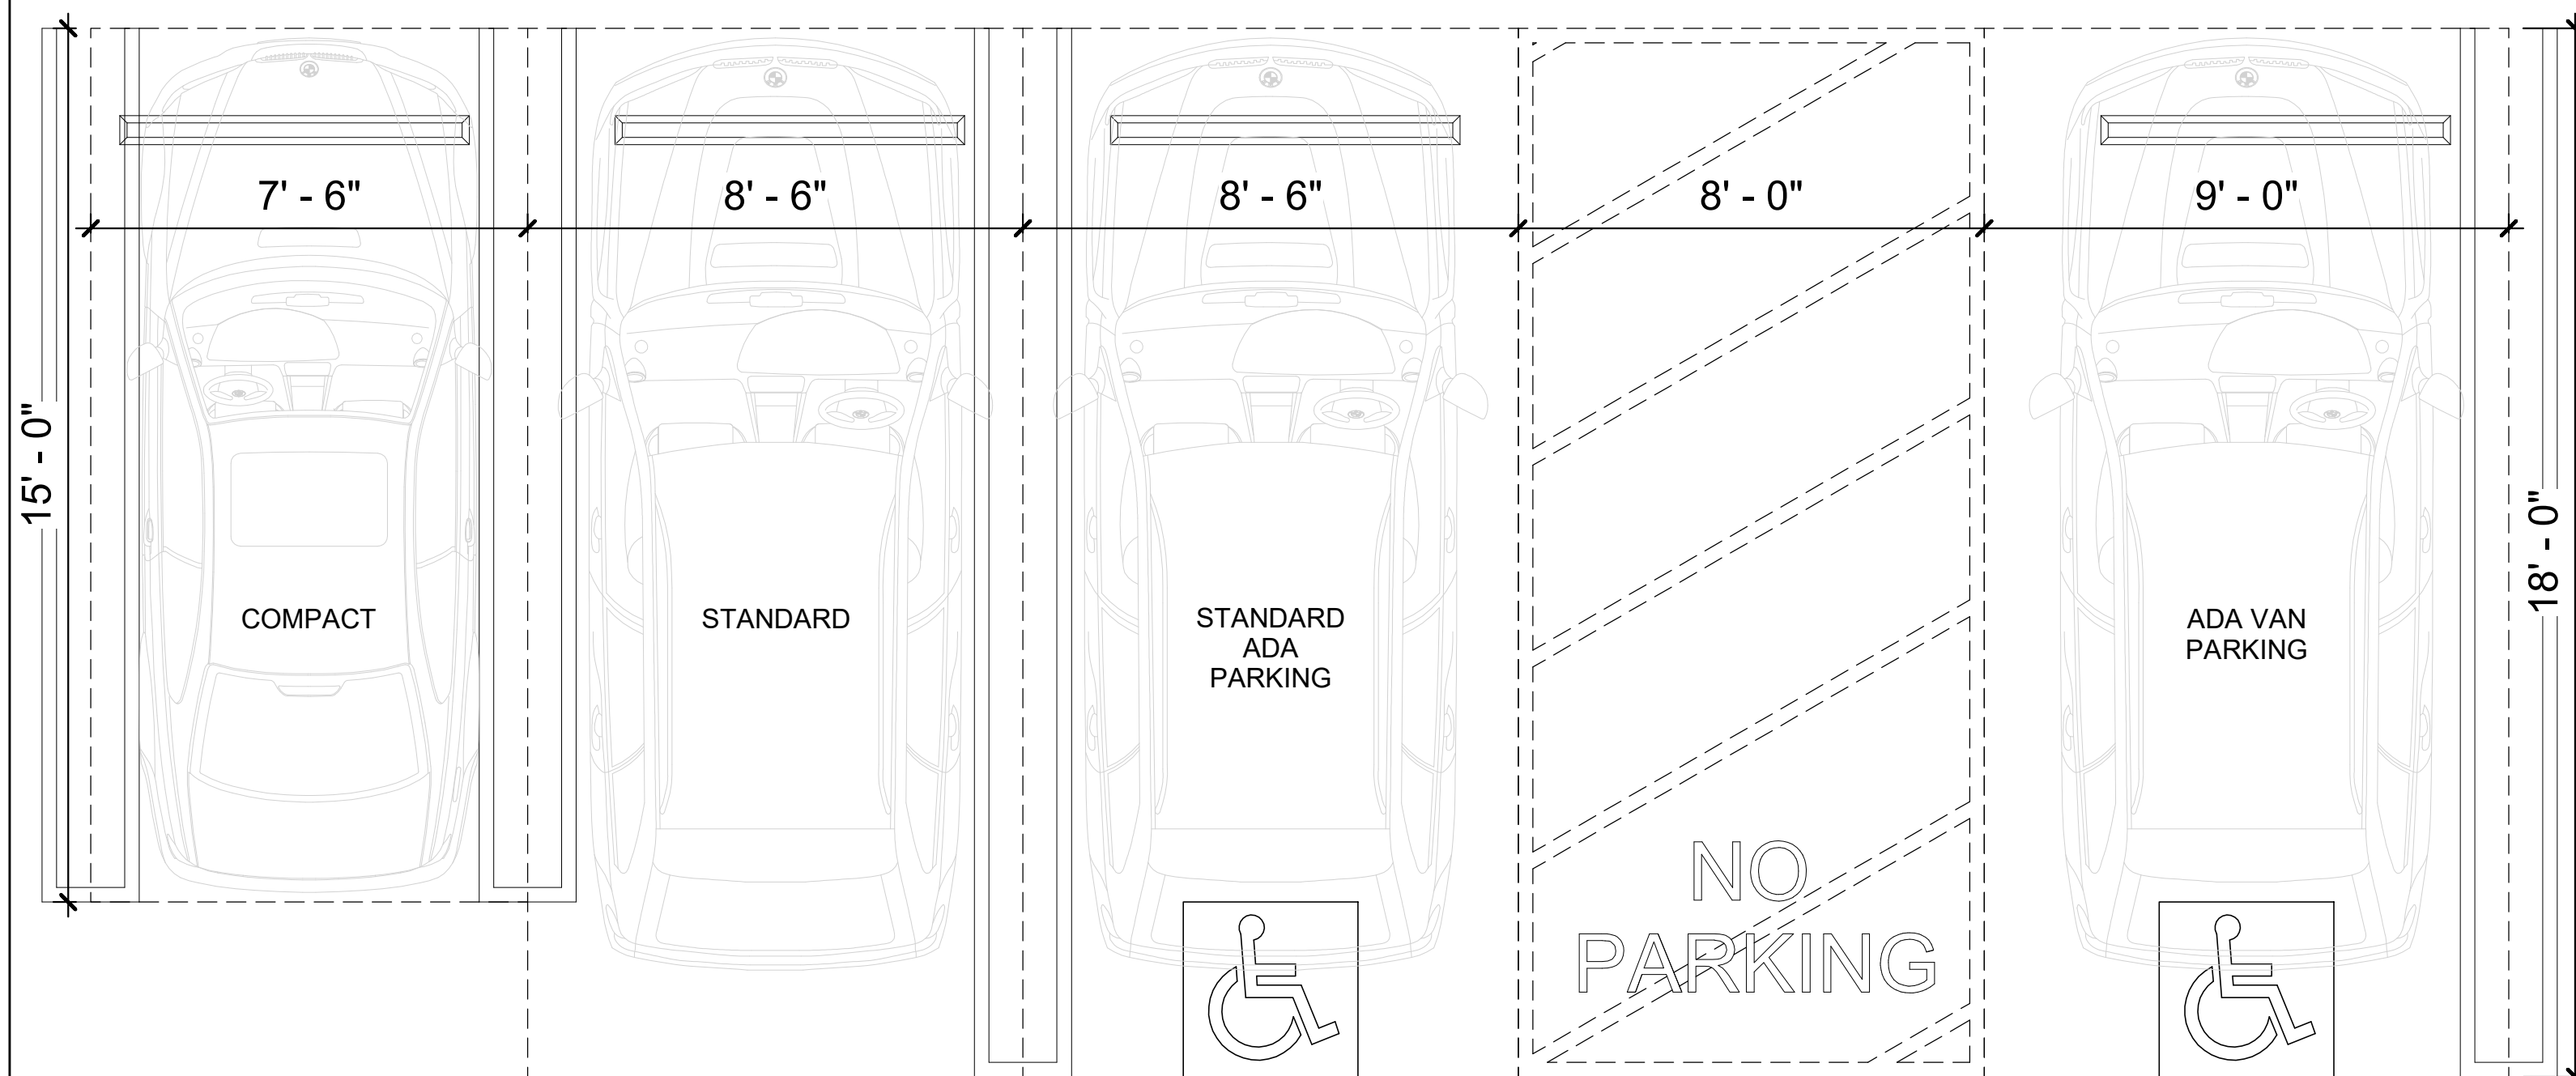 7' - 6"
8' - 6"
8' - 6"
8' - 0"
9' - 0"
15' - 0"
18' - 0"
COMPACT
STANDARD
STANDARD
ADA
PARKING
ADA VAN
PARKING
NO
PARKING